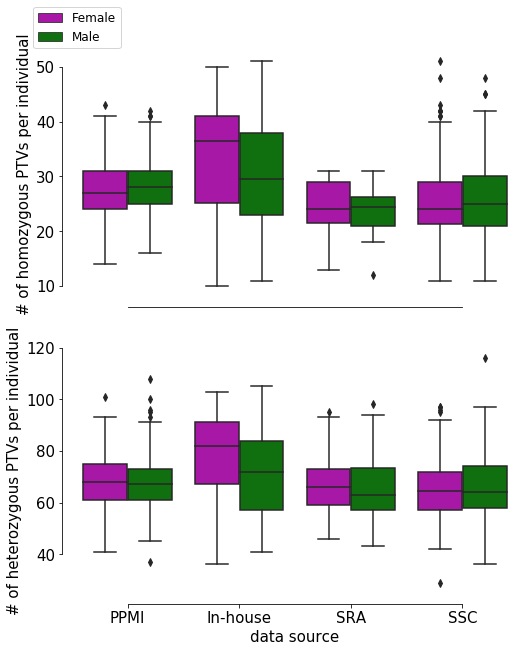 Female
Male
# of homozygous PTVs per individual
50
40
30
20
10
# of heterozygous PTVs per individual
120
100
80
60
40
PPMI In-house SRA SSC
data source